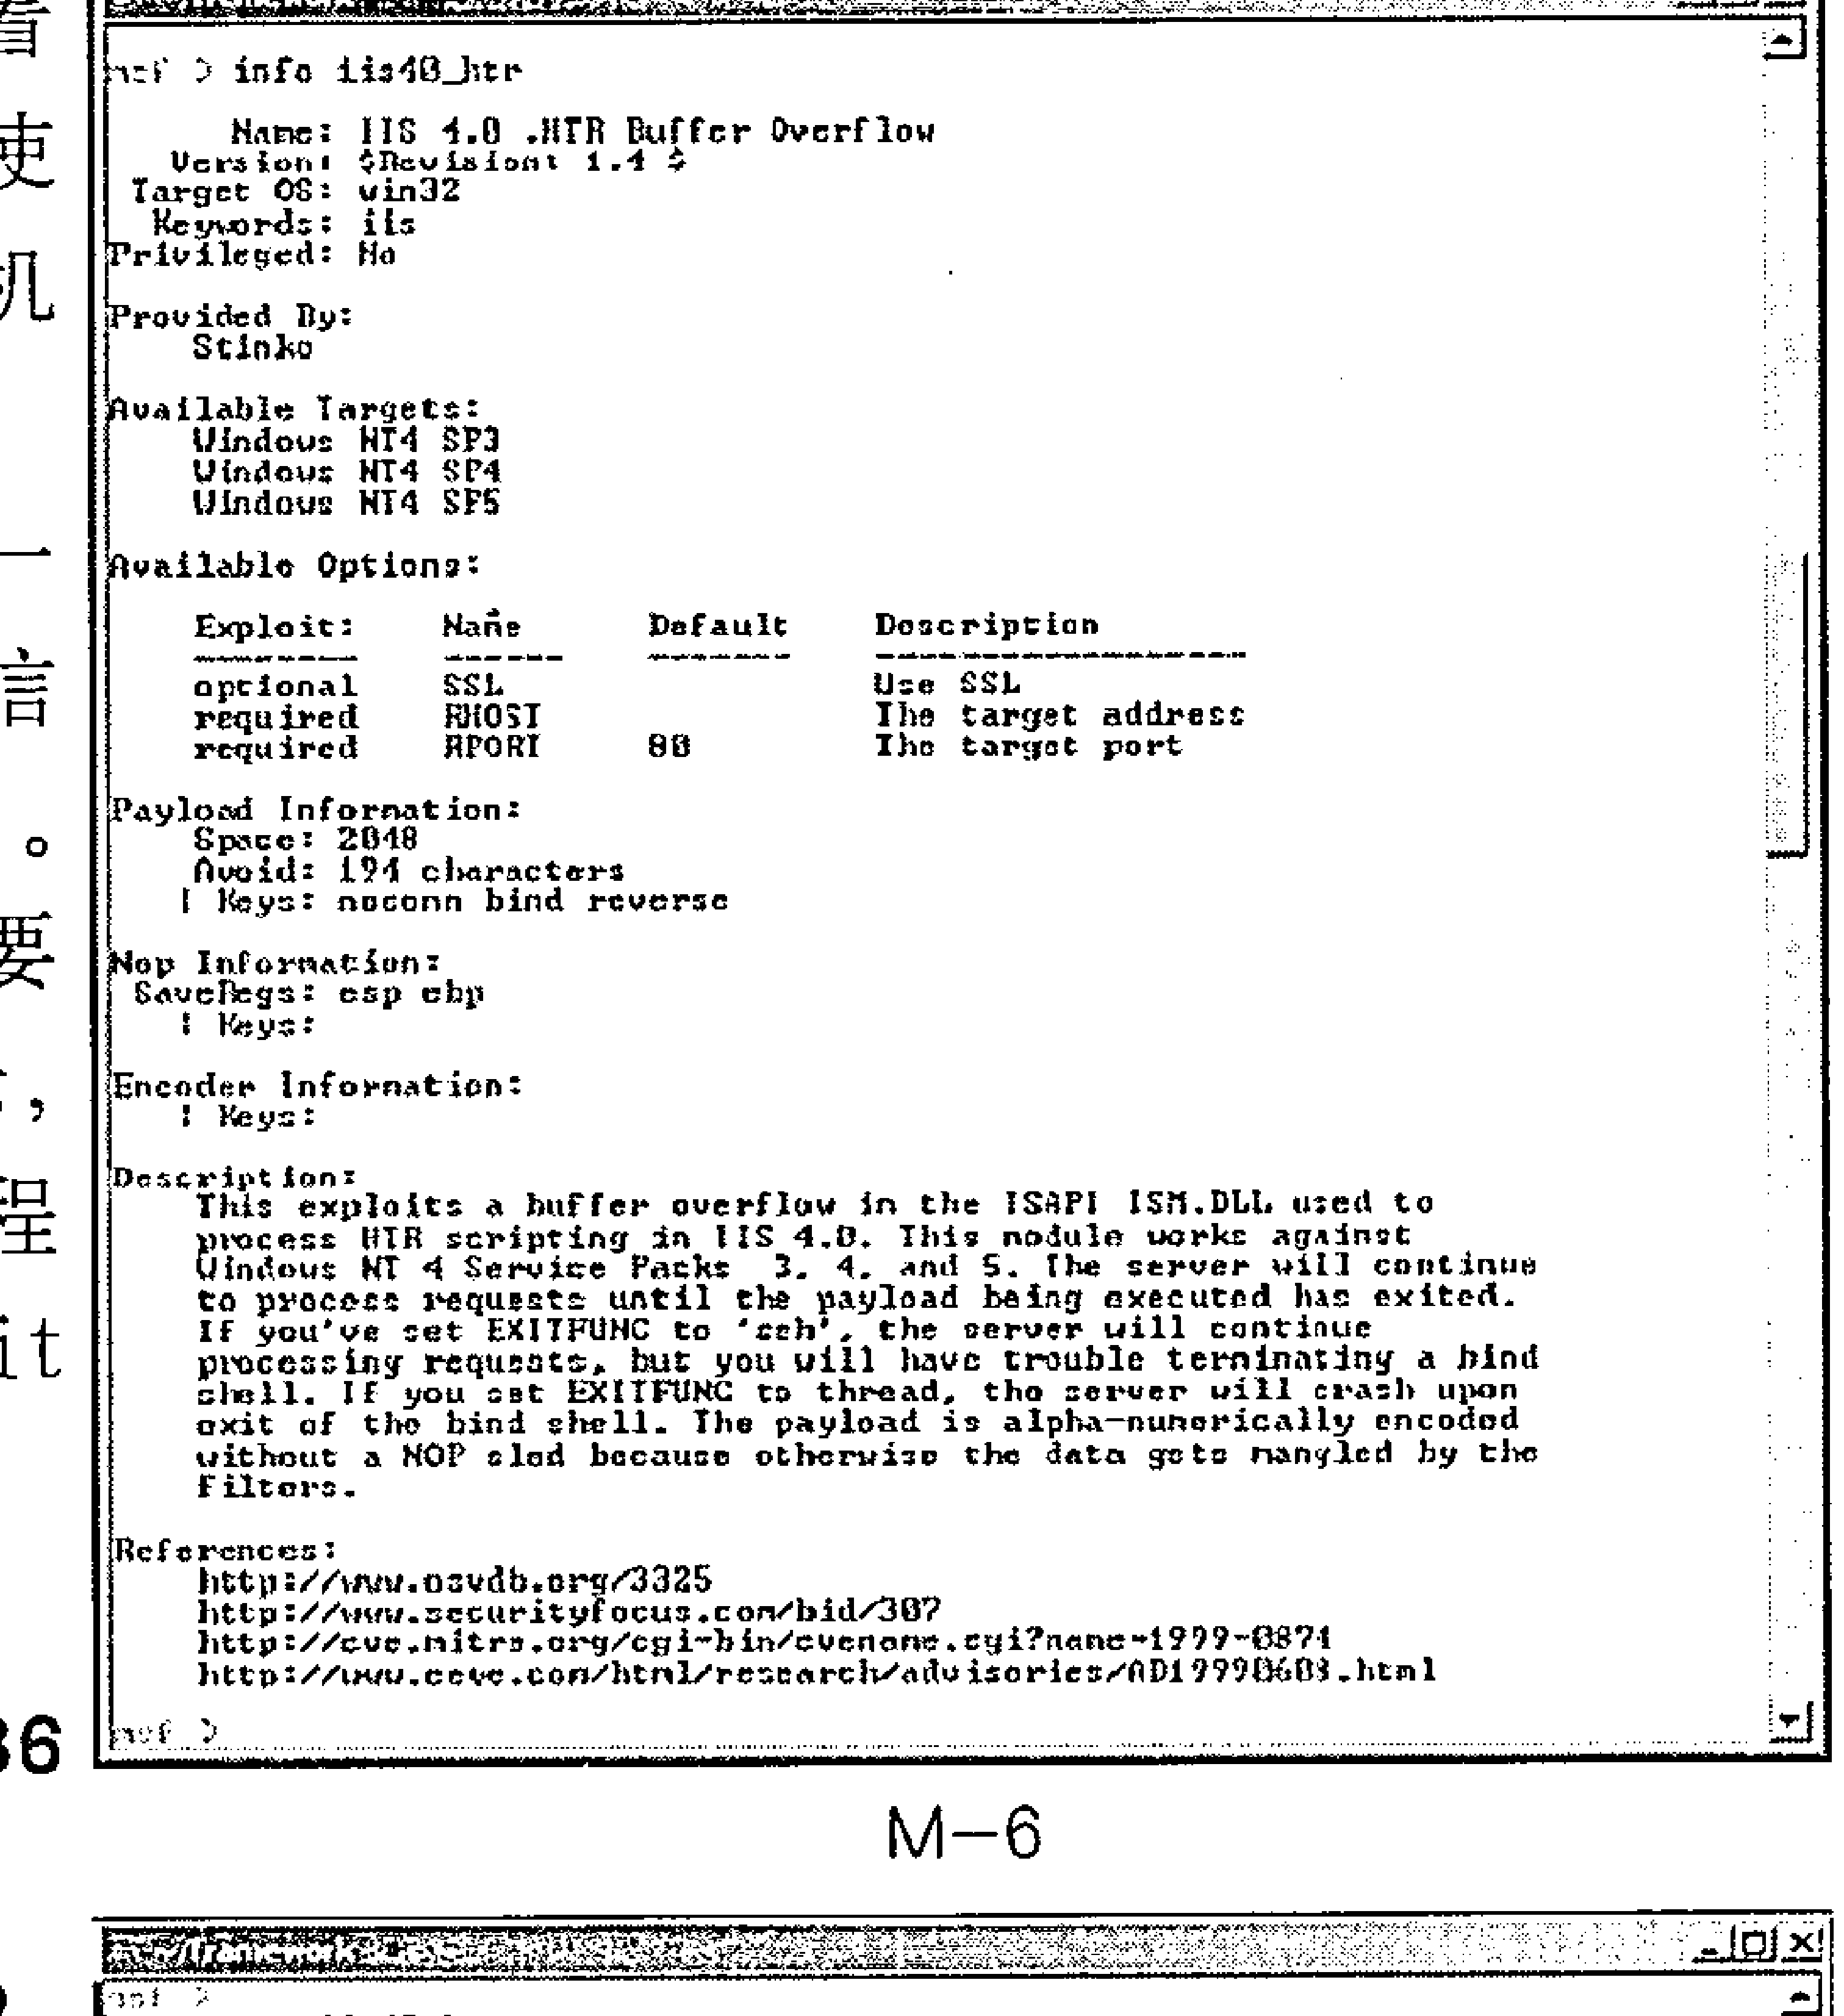 msf > info iis40_htr
Name: IIS 4.0 .HTR Buffer Overflow
Version: $Revision: 1.4 $
Target OS: win32
Keywords: iis
Privileged: No
Provided By:
Stinko
Available Targets:
Windows NT4 SP3
Windows NT4 SP4
Windows NT4 SP5
Available Options:
Exploit: Name Default Description
optional SSL Use SSL
required RHOST The target address
required RPORT 80 The target port
Payload Information:
Space: 2048
Avoid: 194 characters
| Keys: noconn bind reverse
Nop Information:
SaveRegs: esp ebp
| Keys:
Encoder Information:
| Keys:
Description:
This exploits a buffer overflow in the ISAPI ISM.DLL used to
process HTR scripting in IIS 4.0. This module works against
Windows NT 4 Service Packs 3, 4, and 5. The server will continue
to process requests until the payload being executed has exited.
If you've set EXITFUNC to 'seh', the server will continue
processing requests, but you will have trouble terminating a bind
shell. If you set EXITFUNC to thread, the server will crash upon
exit of the bind shell. The payload is alpha-numerically encoded
without a NOP sled because otherwise the data gets mangled by the
filters.
References:
http://www.osvdb.org/3325
http://www.securityfocus.com/bid/307
http://cve.mitre.org/cgi-bin/cvename.cgi?name=1999-0874
http://www.eeye.com/html/research/advisories/AD19990608.html
msf >
M—6
msf >
使
机
一
言
。
要
，
程
it
36